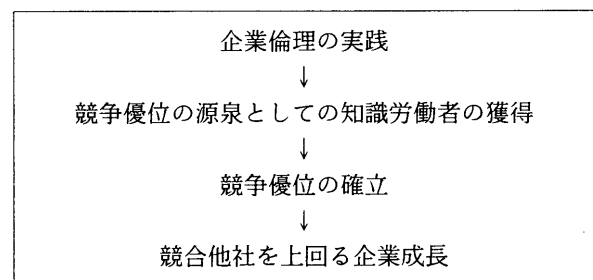 企業倫理の実践
↓
競争優位の源泉としての知識労働者の獲得
↓
競争優位の確立
↓
競合他社を上回る企業成長